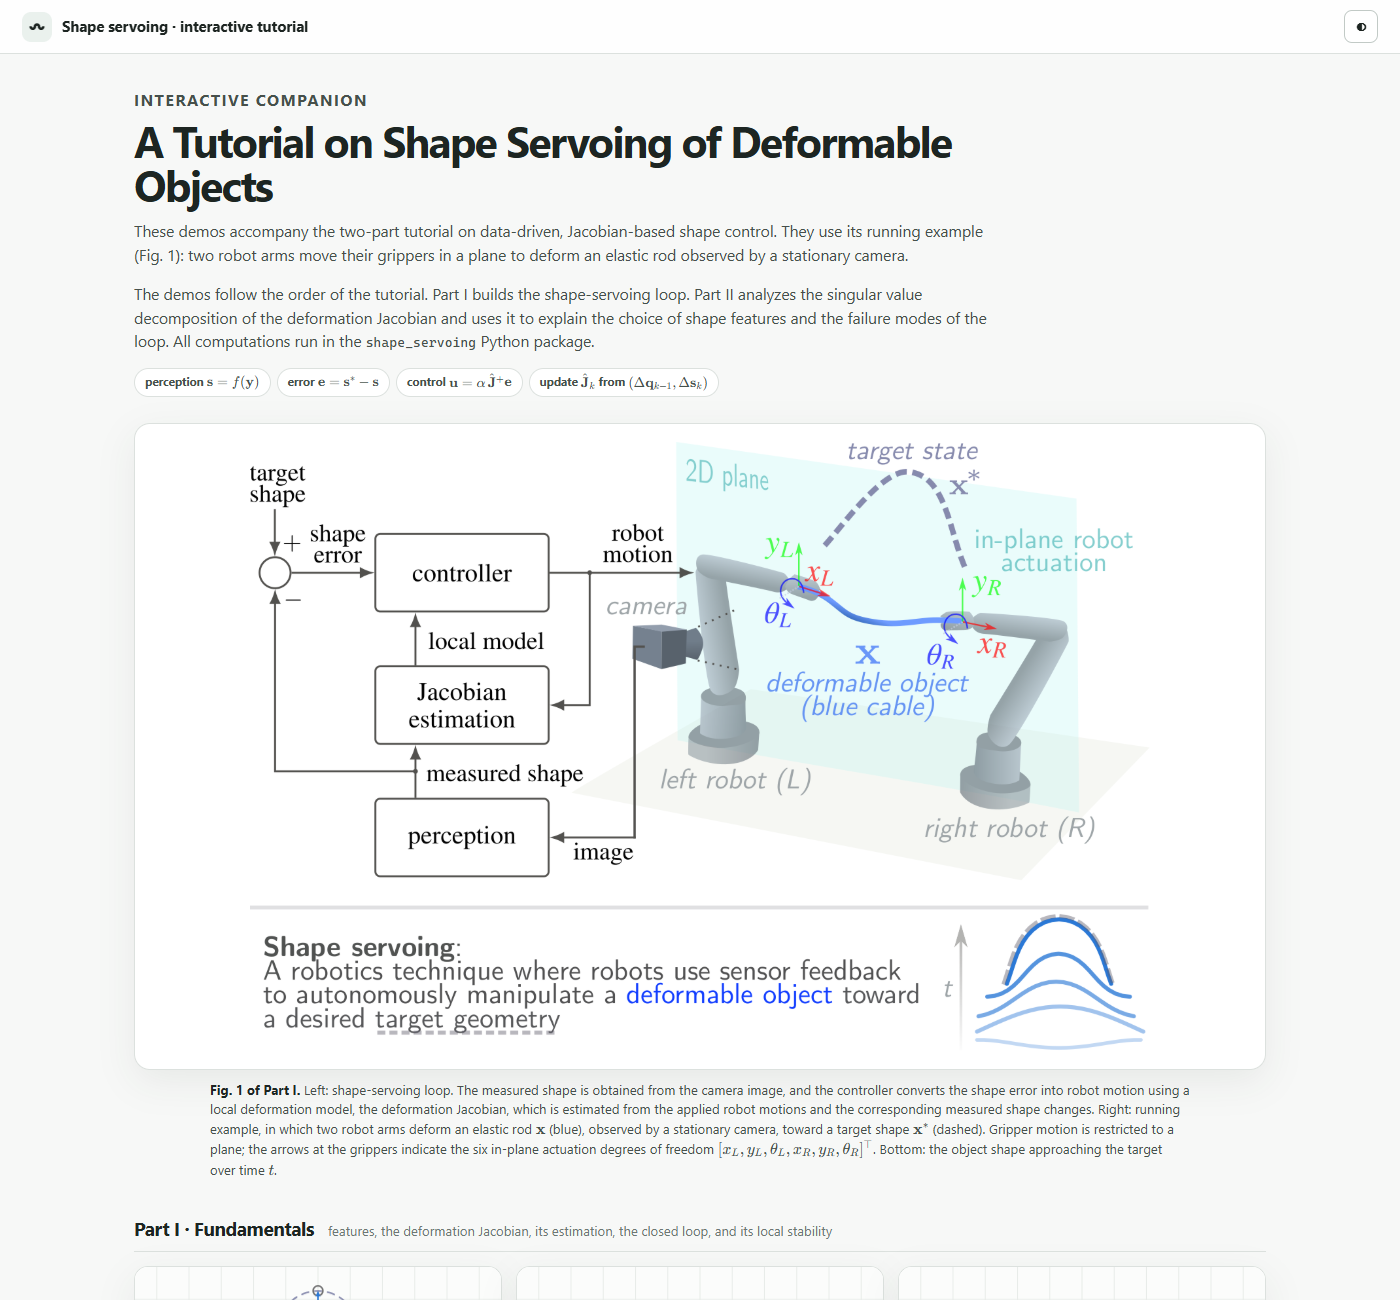 Shape servoing · interactive tutorial
INTERACTIVE COMPANION
A Tutorial on Shape Servoing of Deformable
Objects
These demos accompany the two-part tutorial on data-driven, Jacobian-based shape control. They use its running example
(Fig. 1): two robot arms move their grippers in a plane to deform an elastic rod observed by a stationary camera.
The demos follow the order of the tutorial. Part I builds the shape-servoing loop. Part II analyzes the singular value
decomposition of the deformation Jacobian and uses it to explain the choice of shape features and the failure modes of the
loop. All computations run in the shape_servoing Python package.
perception s = f(y)
error e = s* − s
control u = α Ĵ⁺e
update Ĵₖ from (Δqₖ₋₁, Δsₖ)
target
shape
+
shape
error
−
controller
robot
motion
local model
Jacobian
estimation
measured shape
perception
image
camera
2D plane
target state
x*
in-plane robot
actuation
y_L
x_L
θ_L
y_R
x_R
θ_R
x
deformable object
(blue cable)
left robot (L)
right robot (R)
Shape servoing:
A robotics technique where robots use sensor feedback
to autonomously manipulate a deformable object toward
a desired target geometry
t
Fig. 1 of Part I. Left: shape-servoing loop. The measured shape is obtained from the camera image, and the controller converts the shape error into robot motion using a
local deformation model, the deformation Jacobian, which is estimated from the applied robot motions and the corresponding measured shape changes. Right: running
example, in which two robot arms deform an elastic rod x (blue), observed by a stationary camera, toward a target shape x* (dashed). Gripper motion is restricted to a
plane; the arrows at the grippers indicate the six in-plane actuation degrees of freedom [x_L, y_L, θ_L, x_R, y_R, θ_R]ᵀ. Bottom: the object shape approaching the target
over time t.
Part I · Fundamentals
features, the deformation Jacobian, its estimation, the closed loop, and its local stability